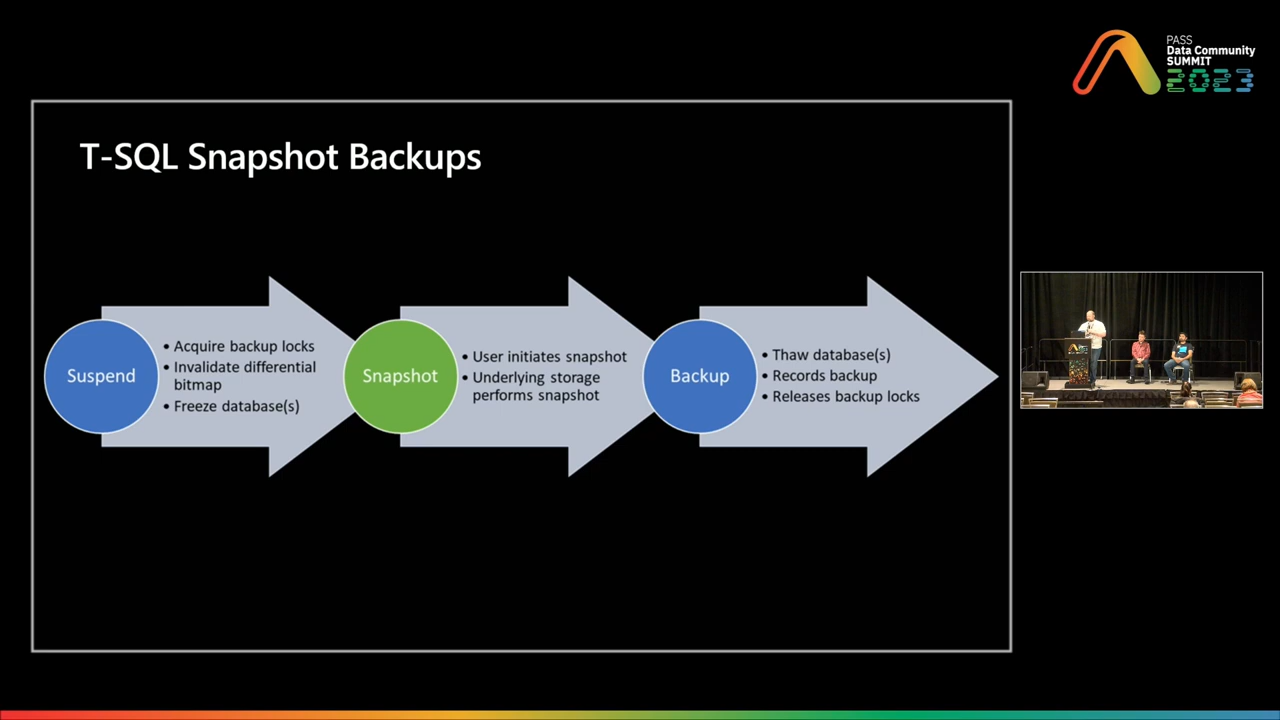 PASS
Data Community
SUMMIT
2023
T-SQL Snapshot Backups
Suspend
• Acquire backup locks
• Invalidate differential
bitmap
• Freeze database(s)
Snapshot
• User initiates snapshot
• Underlying storage
performs snapshot
Backup
• Thaw database(s)
• Records backup
• Releases backup locks